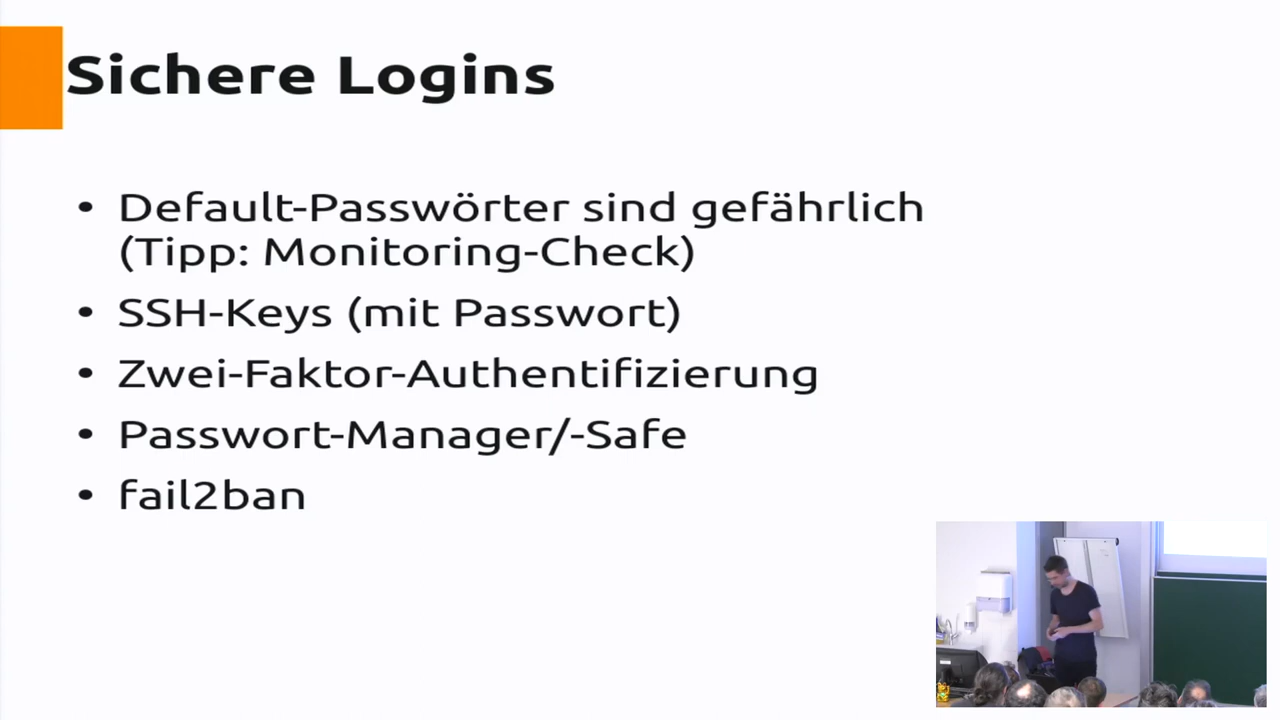 Sichere Logins
• Default-Passwörter sind gefährlich
(Tipp: Monitoring-Check)
• SSH-Keys (mit Passwort)
• Zwei-Faktor-Authentifizierung
• Passwort-Manager/-Safe
• fail2ban